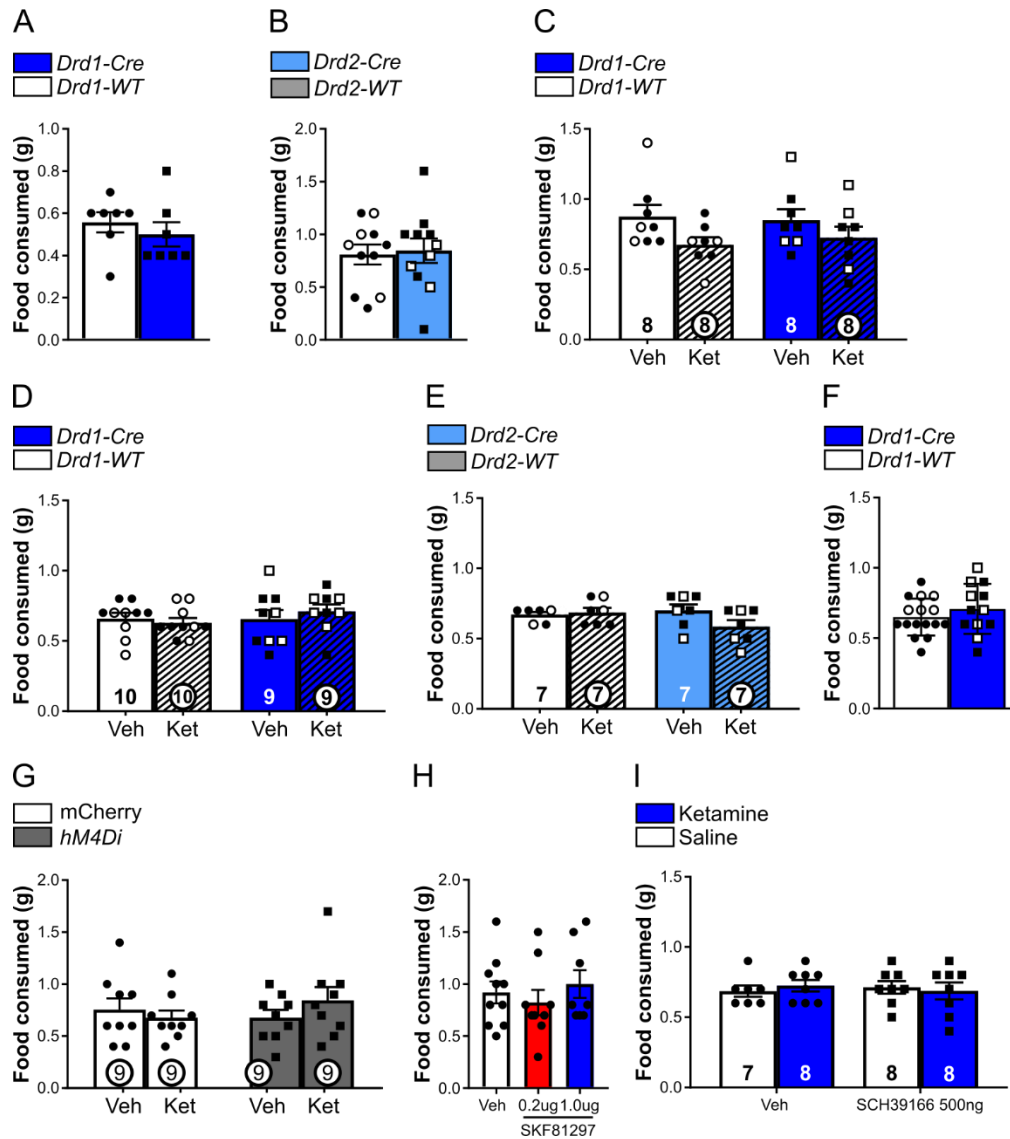 A
Drd1-Cre
Drd1-WT
Food consumed (g)
1.0
0.8
0.6
0.4
0.2
0.0
B
Drd2-Cre
Drd2-WT
Food consumed (g)
2.0
1.5
1.0
0.5
0.0
C
Drd1-Cre
Drd1-WT
Food consumed (g)
1.5
1.0
0.5
0.0
8 8 8 8
Veh Ket Veh Ket
D
Drd1-Cre
Drd1-WT
Food consumed (g)
1.5
1.0
0.5
0.0
10 10 9 9
Veh Ket Veh Ket
E
Drd2-Cre
Drd2-WT
Food consumed (g)
1.5
1.0
0.5
0.0
7 7 7 7
Veh Ket Veh Ket
F
Drd1-Cre
Drd1-WT
Food consumed (g)
1.5
1.0
0.5
0.0
G
mCherry
hM4Di
Food consumed (g)
2.0
1.5
1.0
0.5
0.0
9 9 9 9
Veh Ket Veh Ket
H
Food consumed (g)
2.0
1.5
1.0
0.5
0.0
Veh 0.2ug 1.0ug
SKF81297
I
Ketamine
Saline
Food consumed (g)
1.5
1.0
0.5
0.0
7 8 8 8
Veh SCH39166 500ng